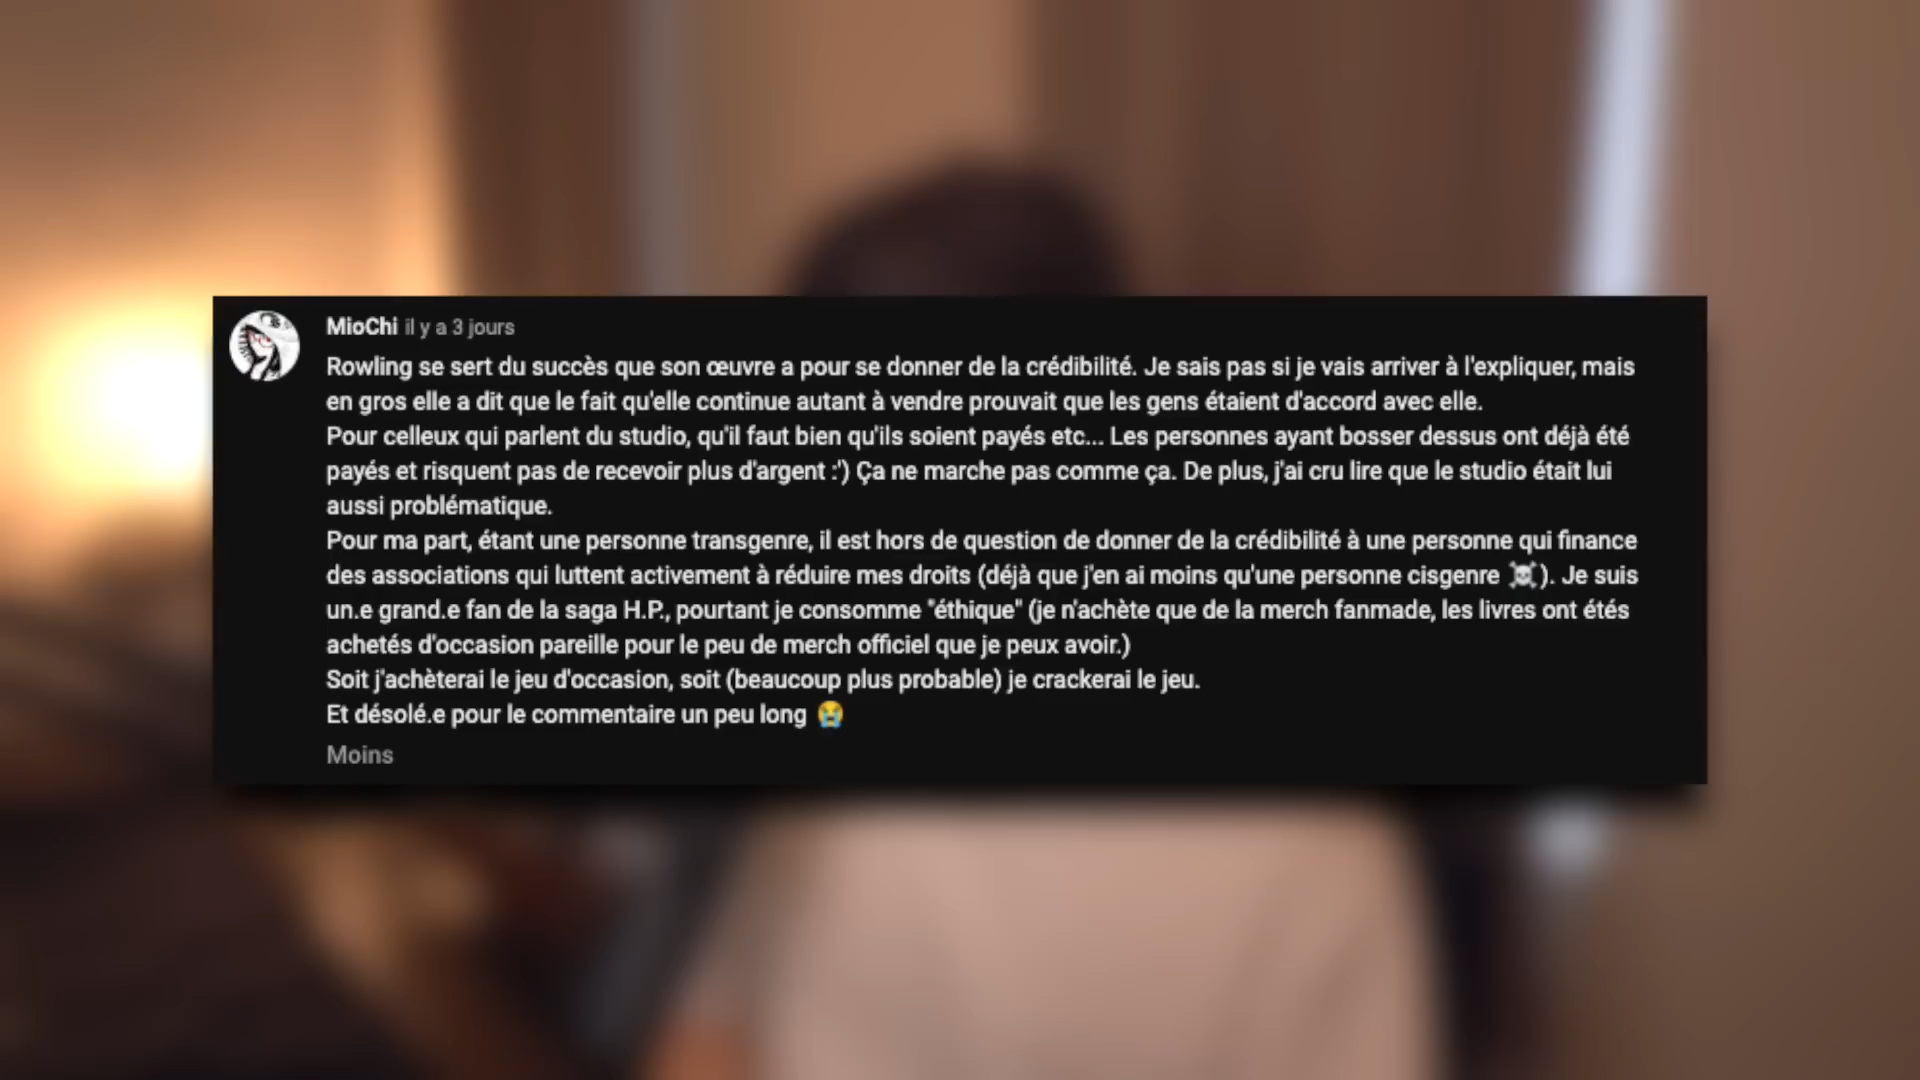 MioChi il y a 3 jours
Rowling se sert du succès que son œuvre a pour se donner de la crédibilité. Je sais pas si je vais arriver à l'expliquer, mais
en gros elle a dit que le fait qu'elle continue autant à vendre prouvait que les gens étaient d'accord avec elle.
Pour celleux qui parlent du studio, qu'il faut bien qu'ils soient payés etc... Les personnes ayant bosser dessus ont déjà été
payés et risquent pas de recevoir plus d'argent :') Ça ne marche pas comme ça. De plus, j'ai cru lire que le studio était lui
aussi problématique.
Pour ma part, étant une personne transgenre, il est hors de question de donner de la crédibilité à une personne qui finance
des associations qui luttent activement à réduire mes droits (déjà que j'en ai moins qu'une personne cisgenre ☠️). Je suis
un.e grand.e fan de la saga H.P., pourtant je consomme "éthique" (je n'achète que de la merch fanmade, les livres ont étés
achetés d'occasion pareille pour le peu de merch officiel que je peux avoir.)
Soit j'achèterai le jeu d'occasion, soit (beaucoup plus probable) je crackerai le jeu.
Et désolé.e pour le commentaire un peu long 😭
Moins